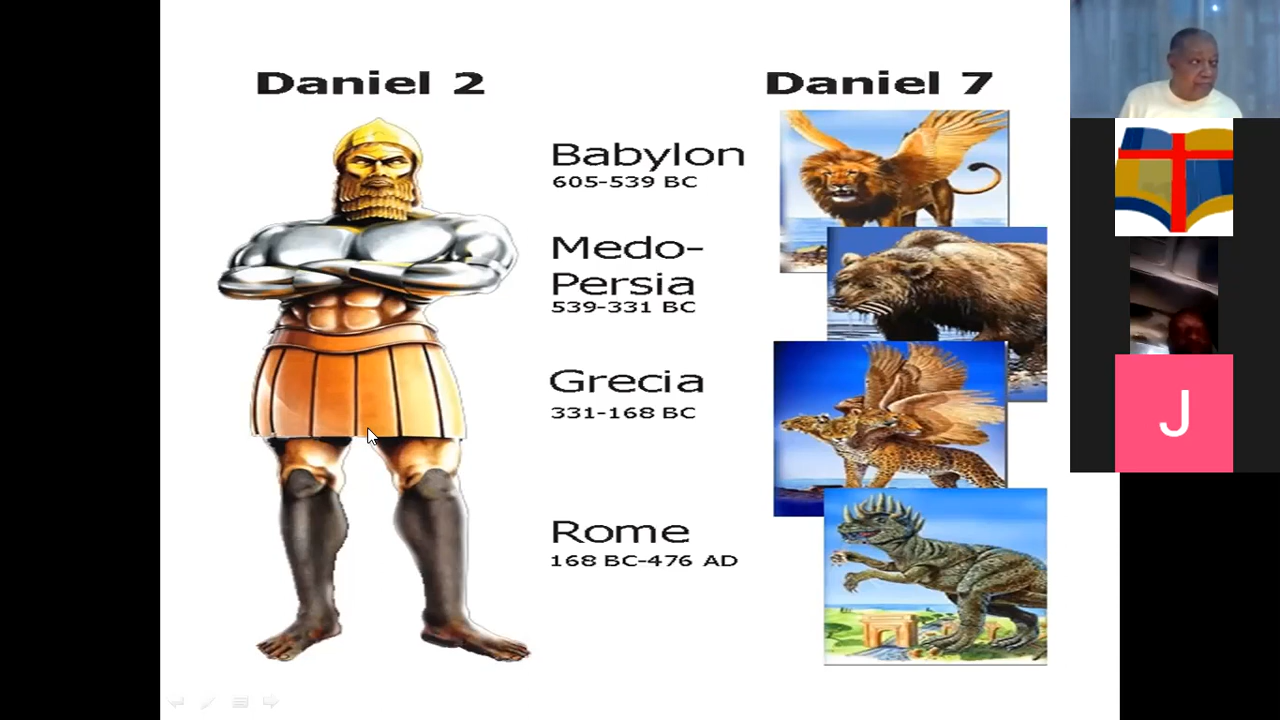 Daniel 2
Daniel 7
Babylon
605-539 BC
Medo-
Persia
539-331 BC
Grecia
331-168 BC
Rome
168 BC-476 AD
J